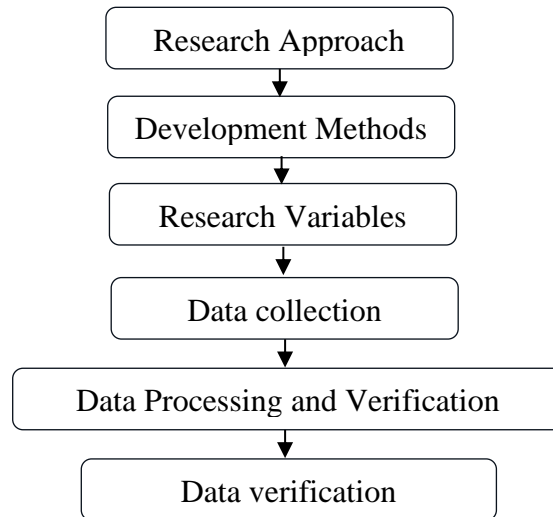 Research Approach
Development Methods
Research Variables
Data collection
Data Processing and Verification
Data verification